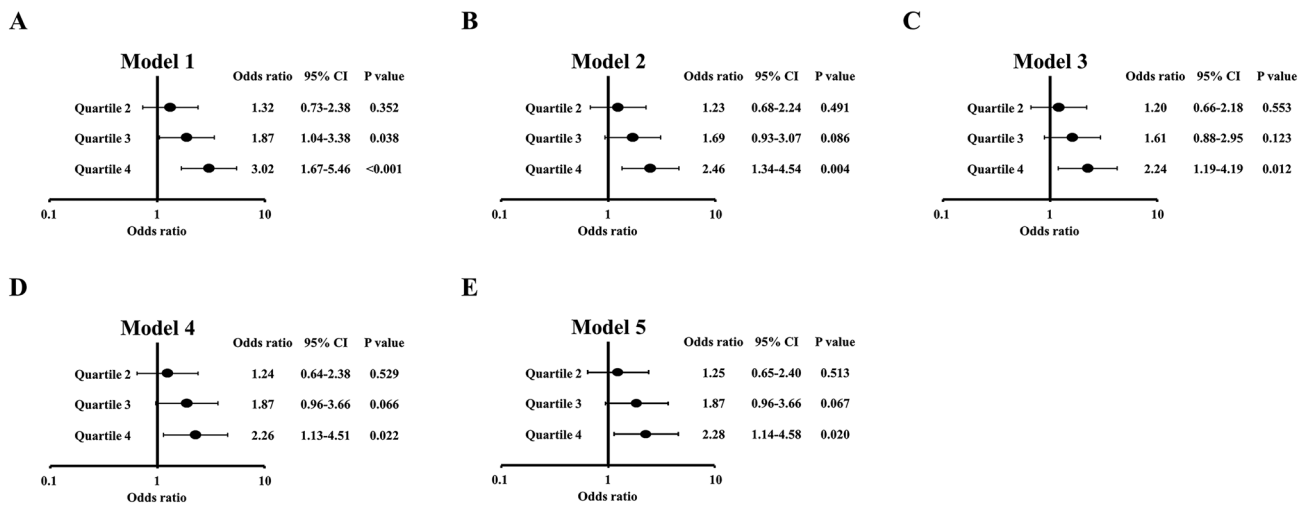 A
Model 1
Odds ratio 95% CI P value
Quartile 2 1.32 0.73-2.38 0.352
Quartile 3 1.87 1.04-3.38 0.038
Quartile 4 3.02 1.67-5.46 <0.001
0.1 1 10
Odds ratio
B
Model 2
Odds ratio 95% CI P value
Quartile 2 1.23 0.68-2.24 0.491
Quartile 3 1.69 0.93-3.07 0.086
Quartile 4 2.46 1.34-4.54 0.004
0.1 1 10
Odds ratio
C
Model 3
Odds ratio 95% CI P value
Quartile 2 1.20 0.66-2.18 0.553
Quartile 3 1.61 0.88-2.95 0.123
Quartile 4 2.24 1.19-4.19 0.012
0.1 1 10
Odds ratio
D
Model 4
Odds ratio 95% CI P value
Quartile 2 1.24 0.64-2.38 0.529
Quartile 3 1.87 0.96-3.66 0.066
Quartile 4 2.26 1.13-4.51 0.022
0.1 1 10
Odds ratio
E
Model 5
Odds ratio 95% CI P value
Quartile 2 1.25 0.65-2.40 0.513
Quartile 3 1.87 0.96-3.66 0.067
Quartile 4 2.28 1.14-4.58 0.020
0.1 1 10
Odds ratio